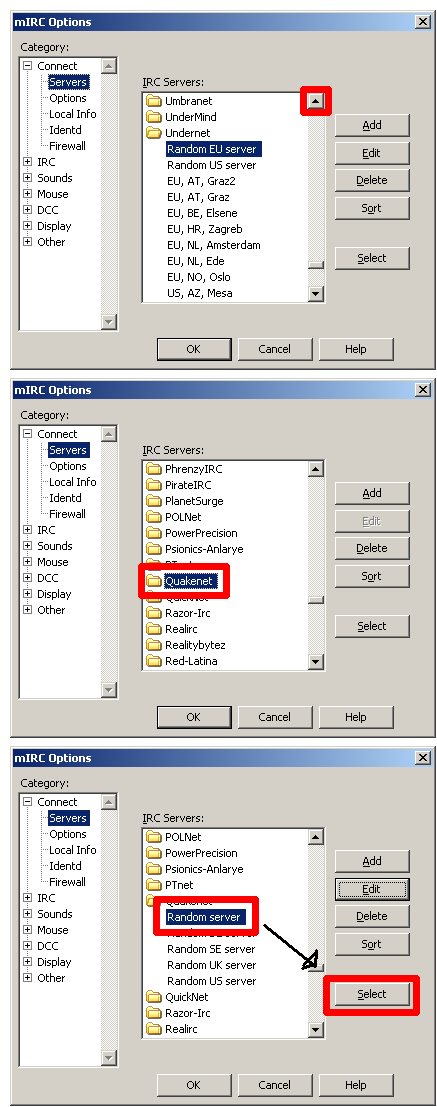 mIRC Options
Category:
Connect
Servers
Options
Local Info
Identd
Firewall
IRC
Sounds
Mouse
DCC
Display
Other
IRC Servers:
Umbranet
UnderMind
Undernet
Random EU server
Random US server
EU, AT, Graz2
EU, AT, Graz
EU, BE, Elsene
EU, HR, Zagreb
EU, NL, Amsterdam
EU, NL, Ede
EU, NO, Oslo
US, AZ, Mesa
Add
Edit
Delete
Sort
Select
OK Cancel Help
mIRC Options
Category:
Connect
Servers
Options
Local Info
Identd
Firewall
IRC
Sounds
Mouse
DCC
Display
Other
IRC Servers:
PhrenzyIRC
PirateIRC
PlanetSurge
POLNet
PowerPrecision
Psionics-Anlarye
Quakenet
QuickNet
Razor-Irc
Realirc
Realitybytez
Red-Latina
Add
Edit
Delete
Sort
Select
OK Cancel Help
mIRC Options
Category:
Connect
Servers
Options
Local Info
Identd
Firewall
IRC
Sounds
Mouse
DCC
Display
Other
IRC Servers:
POLNet
PowerPrecision
Psionics-Anlarye
PTnet
Quakenet
Random server
Random SE server
Random UK server
Random US server
QuickNet
Razor-Irc
Realirc
Add
Edit
Delete
Sort
Select
OK Cancel Help